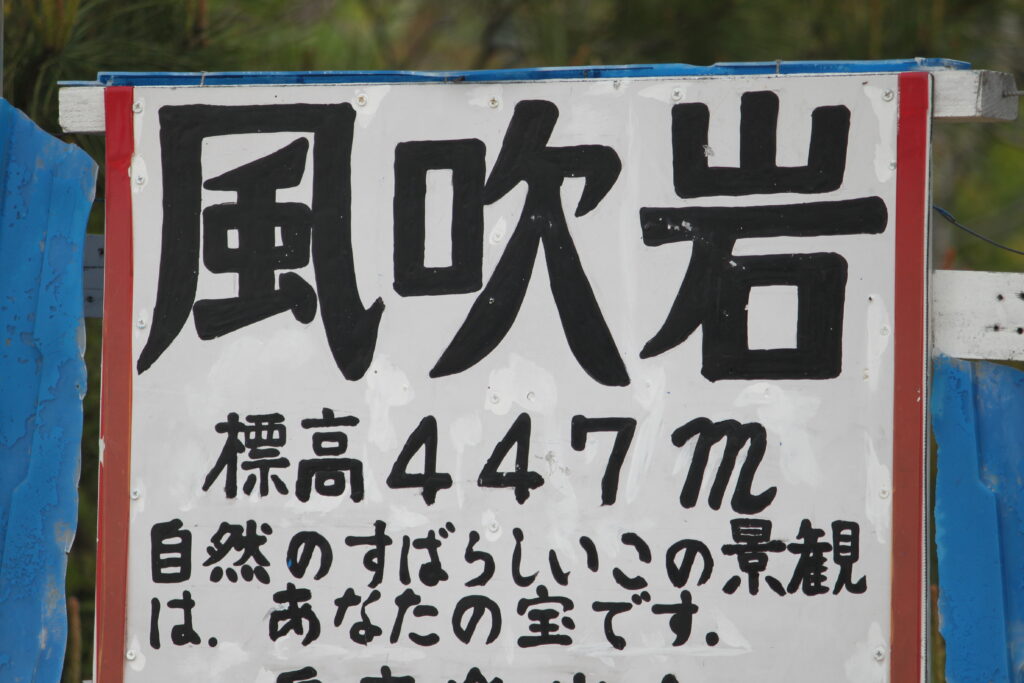 風吹岩
標高447m
自然のすばらしいこの景観
は.あなたの宝です.